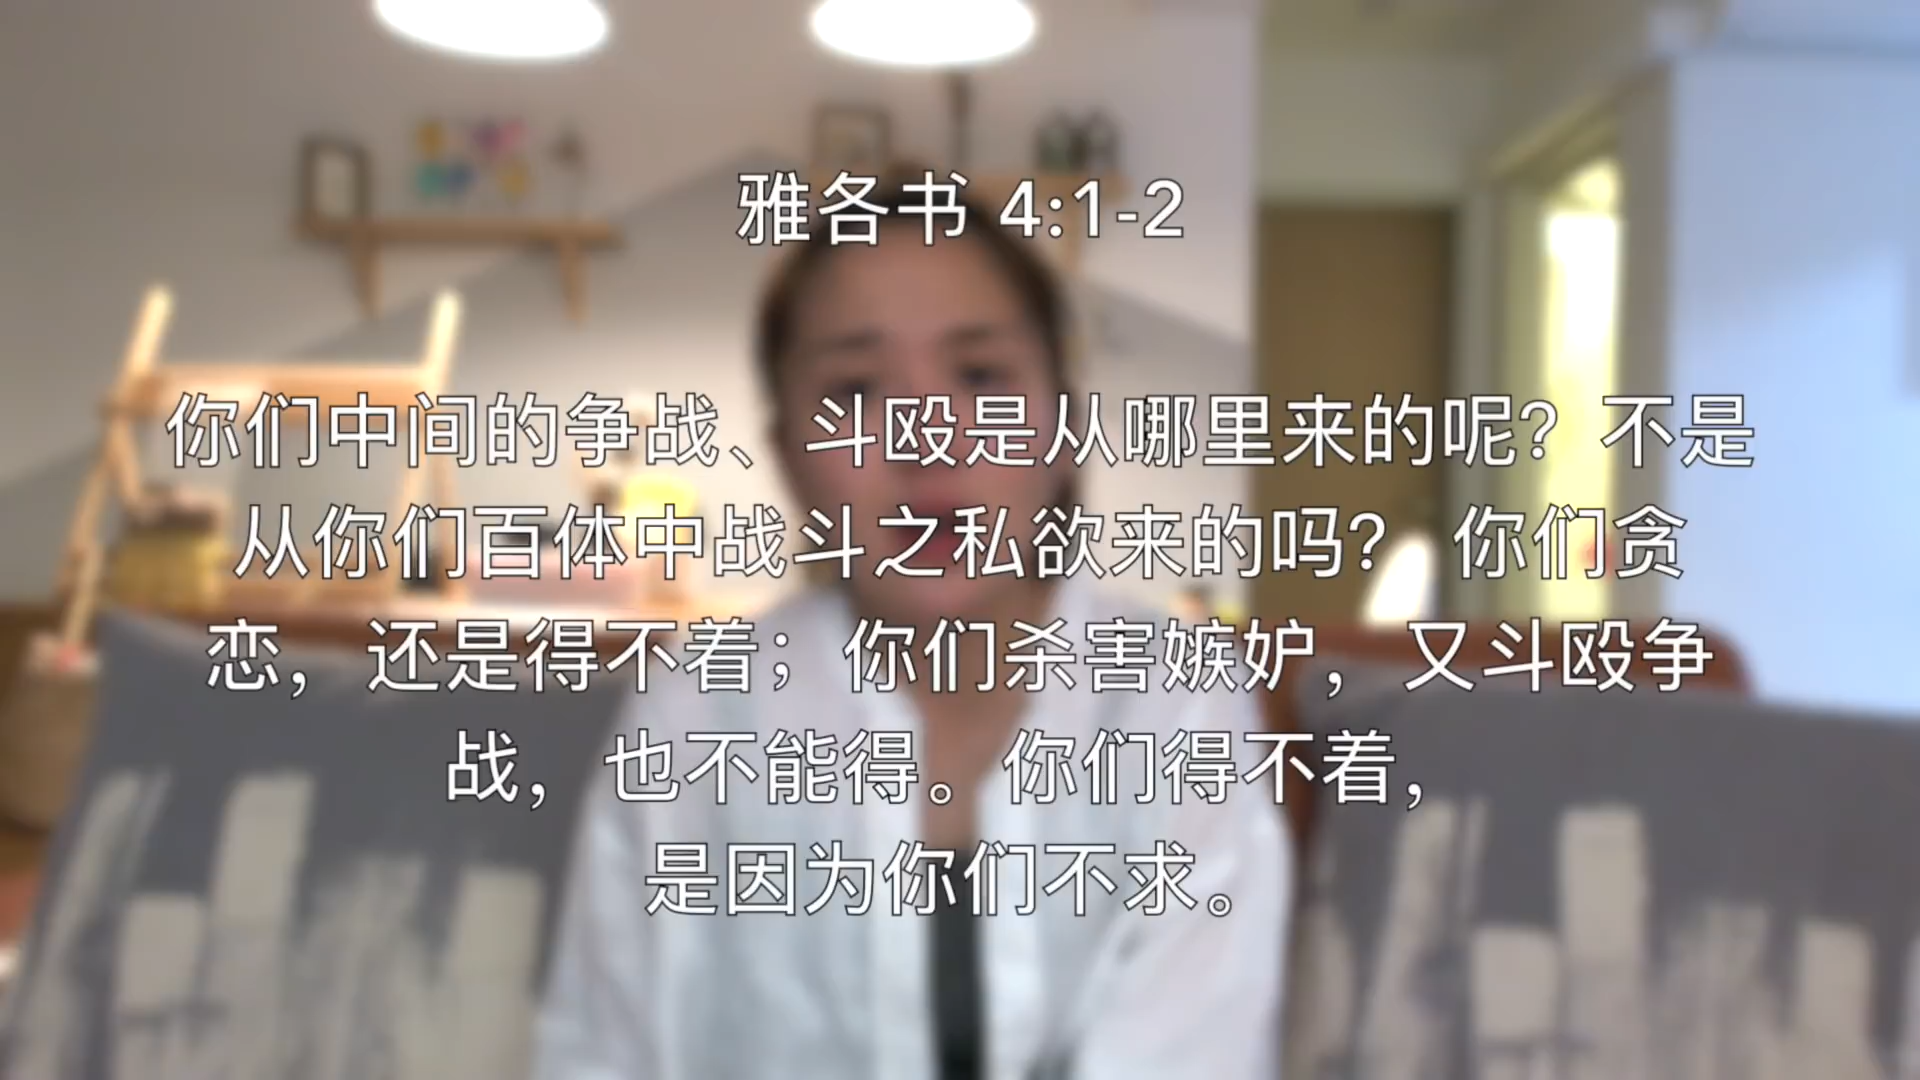 雅各书 4:1-2
你们中间的争战、斗殴是从哪里来的呢？不是
从你们百体中战斗之私欲来的吗？ 你们贪
恋，还是得不着；你们杀害嫉妒，又斗殴争
战，也不能得。你们得不着，
是因为你们不求。